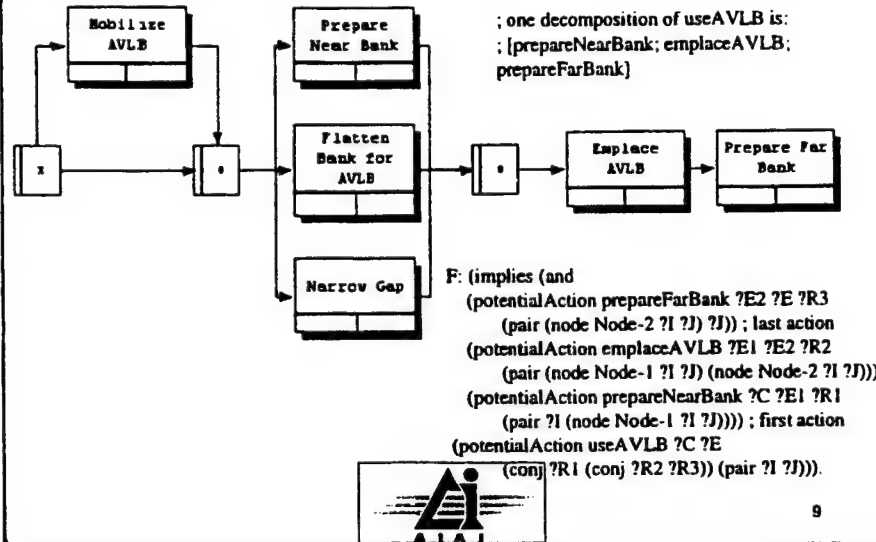 Mobilize
AVLB
Prepare
Near Bank
; one decomposition of useAVLB is:
; [prepareNearBank; emplaceAVLB;
prepareFarBank}
X
Flatten
Bank for
AVLB
Emplace
AVLB
Prepare Far
Bank
Narrow Gap
F: (implies (and
(potentialAction prepareFarBank ?E2 ?E ?R3
(pair (node Node-2 ?I ?J) ?J)) ; last action
(potentialAction emplaceAVLB ?E1 ?E2 ?R2
(pair (node Node-1 ?I ?J) (node Node-2 ?I ?J)))
(potentialAction prepareNearBank ?C ?E1 ?R1
(pair ?I (node Node-1 ?I ?J)))) ; first action
(potentialAction useAVLB ?C ?E
(conj ?R1 (conj ?R2 ?R3)) (pair ?I ?J))).
Ai
A I A I
9